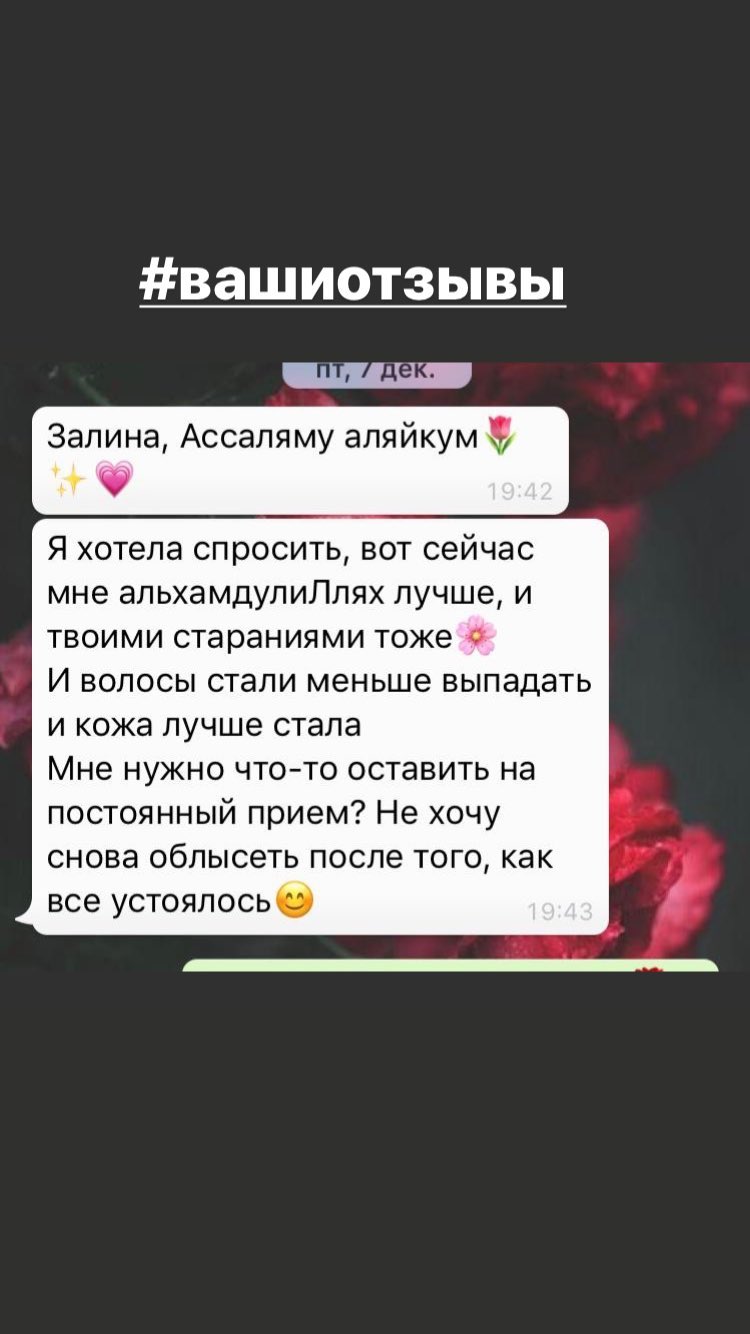 #вашиотзывы
пт, 7 дек.
Залина, Ассаляму аляйкум🌷
✨💗
19:42
Я хотела спросить, вот сейчас
мне альхамдулиЛлях лучше, и
твоими стараниями тоже🌸
И волосы стали меньше выпадать
и кожа лучше стала
Мне нужно что-то оставить на
постоянный прием? Не хочу
снова облысеть после того, как
все устоялось😊
19:43